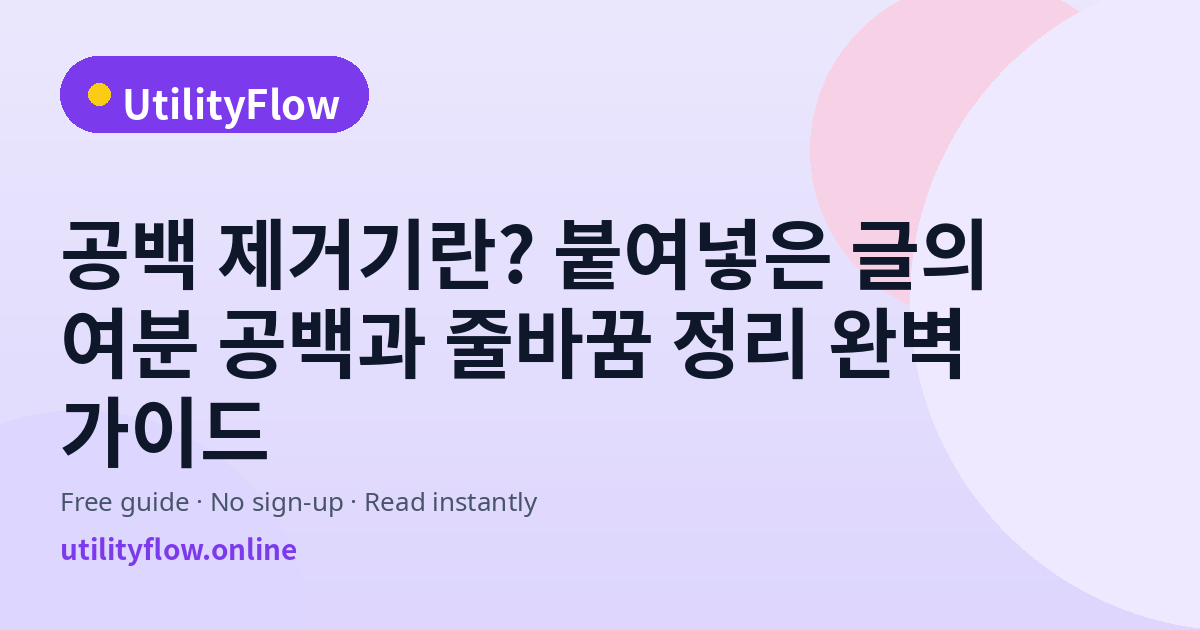 UtilityFlow
공백 제거기란? 붙여넣은 글의
여분 공백과 줄바꿈 정리 완벽
가이드
Free guide · No sign-up · Read instantly
utilityflow.online